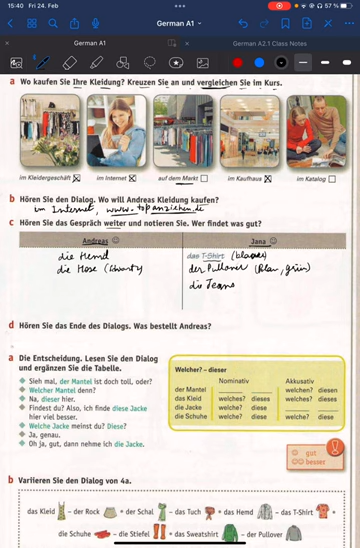 15:40 Fri 24. Feb
57 %
German A1
German A1
German A2.1 Class Notes
a Wo kaufen Sie Ihre Kleidung? Kreuzen Sie an und vergleichen Sie im Kurs.
im Kleidergeschäft
im Internet
auf dem Markt
im Kaufhaus
im Katalog
b Hören Sie den Dialog. Wo will Andreas Kleidung kaufen?
im Internet, www.topanziehen.de
c Hören Sie das Gespräch weiter und notieren Sie. Wer findet was gut?
Andreas ☺ Jana ☺
die Hemd das T-Shirt
die Hose der Pullover (blau, grün)
die Jeans
d Hören Sie das Ende des Dialogs. Was bestellt Andreas?
a Die Entscheidung. Lesen Sie den Dialog
und ergänzen Sie die Tabelle.
Sieh mal, der Mantel ist doch toll, oder?
Welcher Mantel denn?
Na, dieser hier.
Findest du? Also, ich finde diese Jacke
hier viel besser.
Welche Jacke meinst du? Diese?
Ja, genau.
Oh ja, gut, dann nehme ich die Jacke.
Welcher? – dieser
Nominativ Akkusativ
der Mantel welchen? diesen
das Kleid welches? dieses welches? dieses
die Jacke welche? diese
die Schuhe welche? diese welche? diese
☺ gut
☺☺ besser
b Variieren Sie den Dialog von 4a.
das Kleid – der Rock – der Schal – das Tuch – das Hemd – das T-Shirt –
die Schuhe – die Stiefel – das Sweatshirt – der Pullover